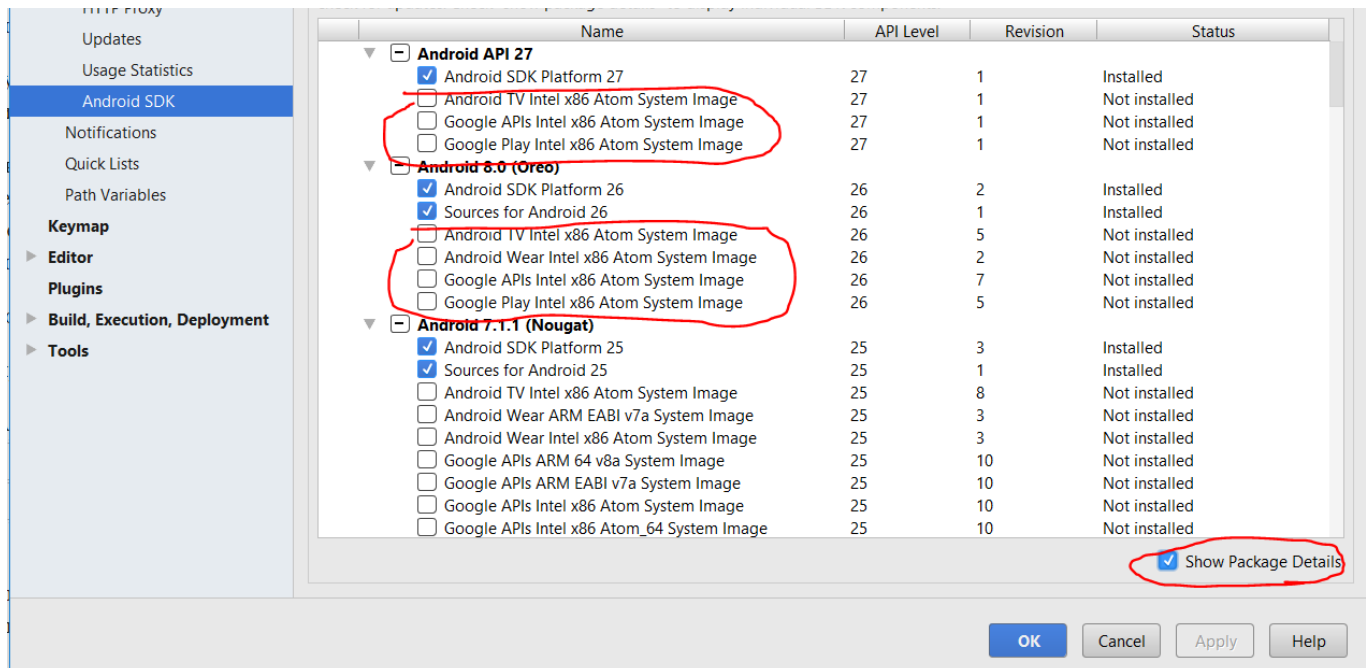 HTTP Proxy
Updates
Usage Statistics
Android SDK
Notifications
Quick Lists
Path Variables
Keymap
Editor
Plugins
Build, Execution, Deployment
Tools
Name API Level Revision Status
Android API 27
Android SDK Platform 27 27 1 Installed
Android TV Intel x86 Atom System Image 27 1 Not installed
Google APIs Intel x86 Atom System Image 27 1 Not installed
Google Play Intel x86 Atom System Image 27 1 Not installed
Android 8.0 (Oreo)
Android SDK Platform 26 26 2 Installed
Sources for Android 26 26 1 Installed
Android TV Intel x86 Atom System Image 26 5 Not installed
Android Wear Intel x86 Atom System Image 26 2 Not installed
Google APIs Intel x86 Atom System Image 26 7 Not installed
Google Play Intel x86 Atom System Image 26 5 Not installed
Android 7.1.1 (Nougat)
Android SDK Platform 25 25 3 Installed
Sources for Android 25 25 1 Installed
Android TV Intel x86 Atom System Image 25 8 Not installed
Android Wear ARM EABI v7a System Image 25 3 Not installed
Android Wear Intel x86 Atom System Image 25 3 Not installed
Google APIs ARM 64 v8a System Image 25 10 Not installed
Google APIs ARM EABI v7a System Image 25 10 Not installed
Google APIs Intel x86 Atom System Image 25 10 Not installed
Google APIs Intel x86 Atom_64 System Image 25 10 Not installed
Show Package Details
OK Cancel Apply Help